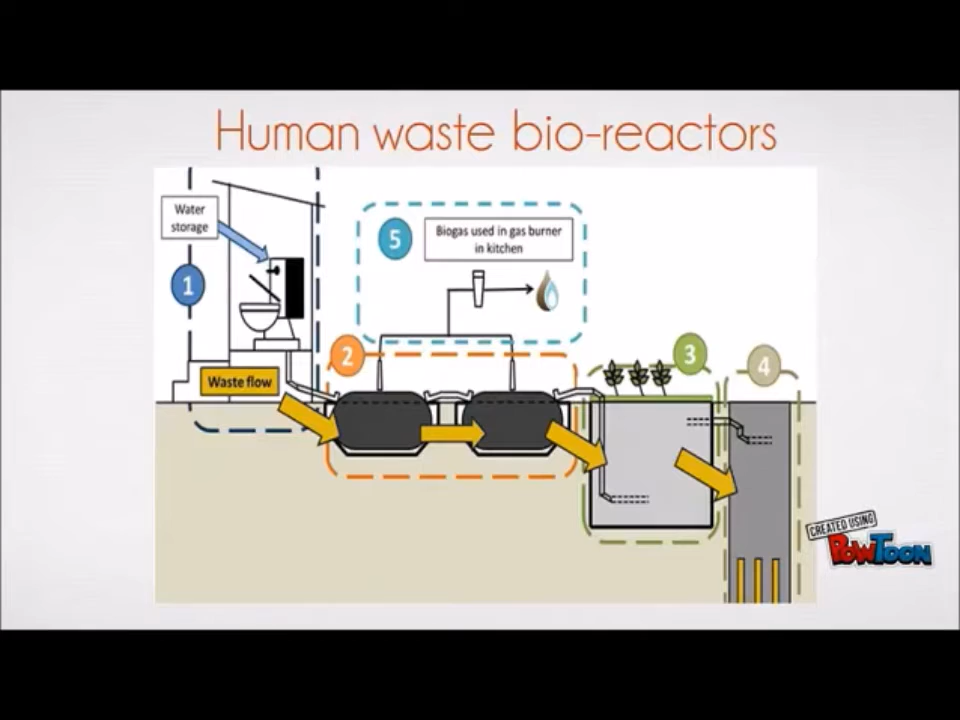 Human waste bio-reactors
Water
storage
1
5
Biogas used in gas burner
in kitchen
2
3
4
Waste flow
CREATED USING
POWTOON